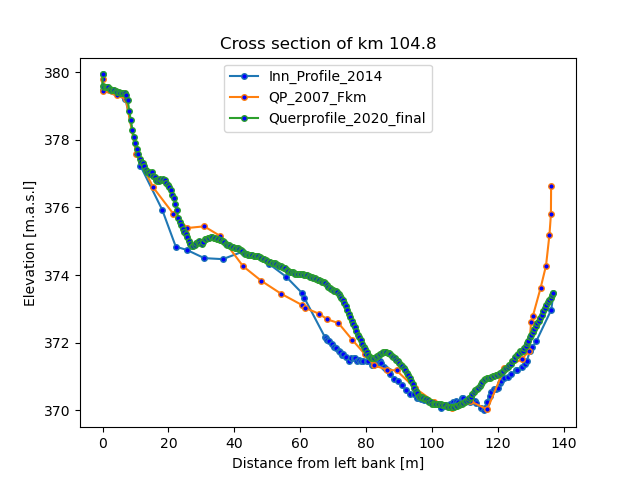 Cross section of km 104.8
Inn_Profile_2014
QP_2007_Fkm
Querprofile_2020_final
380
378
376
374
372
370
Elevation [m.a.s.l]
0 20 40 60 80 100 120 140
Distance from left bank [m]